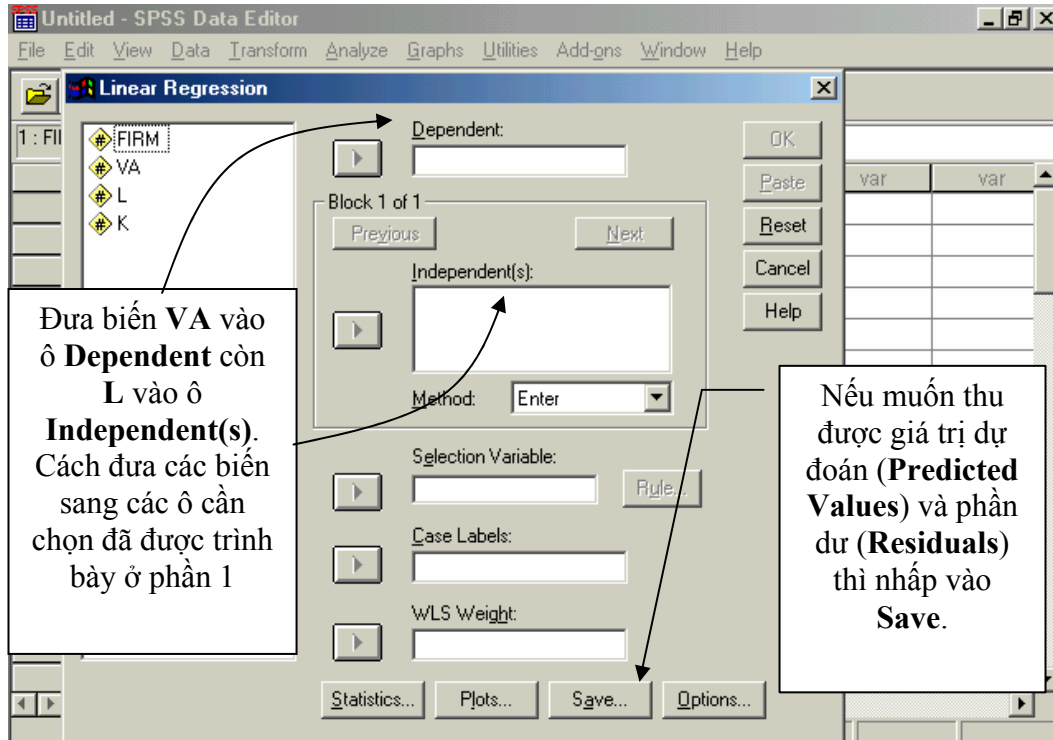 Untitled - SPSS Data Editor
File Edit View Data Transform Analyze Graphs Utilities Add-ons Window Help
Linear Regression
1 : FI
FIRM
VA
L
K
Dependent:
OK
Paste
Reset
Cancel
Help
var var
Block 1 of 1
Previous Next
Independent(s):
Method: Enter
Selection Variable:
Rule...
Case Labels:
WLS Weight:
Statistics... Plots... Save... Options...
Đưa biến VA vào
ô Dependent còn
L vào ô
Independent(s).
Cách đưa các biến
sang các ô cần
chọn đã được trình
bày ở phần 1
Nếu muốn thu
được giá trị dự
đoán (Predicted
Values) và phần
dư (Residuals)
thì nhấp vào
Save.